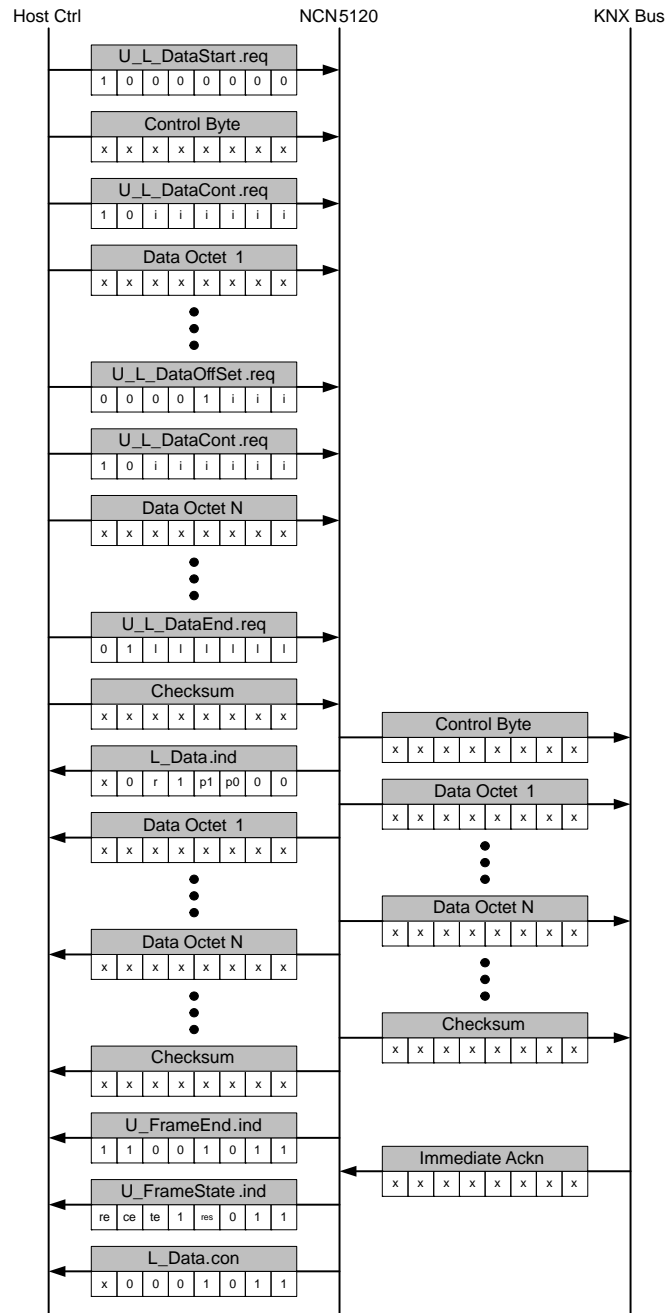 Host Ctrl NCN5120 KNX Bus
U_L_DataStart.req
1 0 0 0 0 0 0 0
Control Byte
x x x x x x x x
U_L_DataCont.req
1 0 i i i i i i
Data Octet 1
x x x x x x x x
U_L_DataOffSet.req
0 0 0 0 1 i i i
U_L_DataCont.req
1 0 i i i i i i
Data Octet N
x x x x x x x x
U_L_DataEnd.req
0 1 l l l l l l
Checksum
x x x x x x x x
Control Byte
x x x x x x x x
L_Data.ind
x 0 r 1 p1 p0 0 0
Data Octet 1
x x x x x x x x
Data Octet 1
x x x x x x x x
Data Octet N
x x x x x x x x
Data Octet N
x x x x x x x x
Checksum
x x x x x x x x
Checksum
x x x x x x x x
U_FrameEnd.ind
1 1 0 0 1 0 1 1
Immediate Ackn
x x x x x x x x
U_FrameState.ind
re ce te 1 res 0 1 1
L_Data.con
x 0 0 0 1 0 1 1